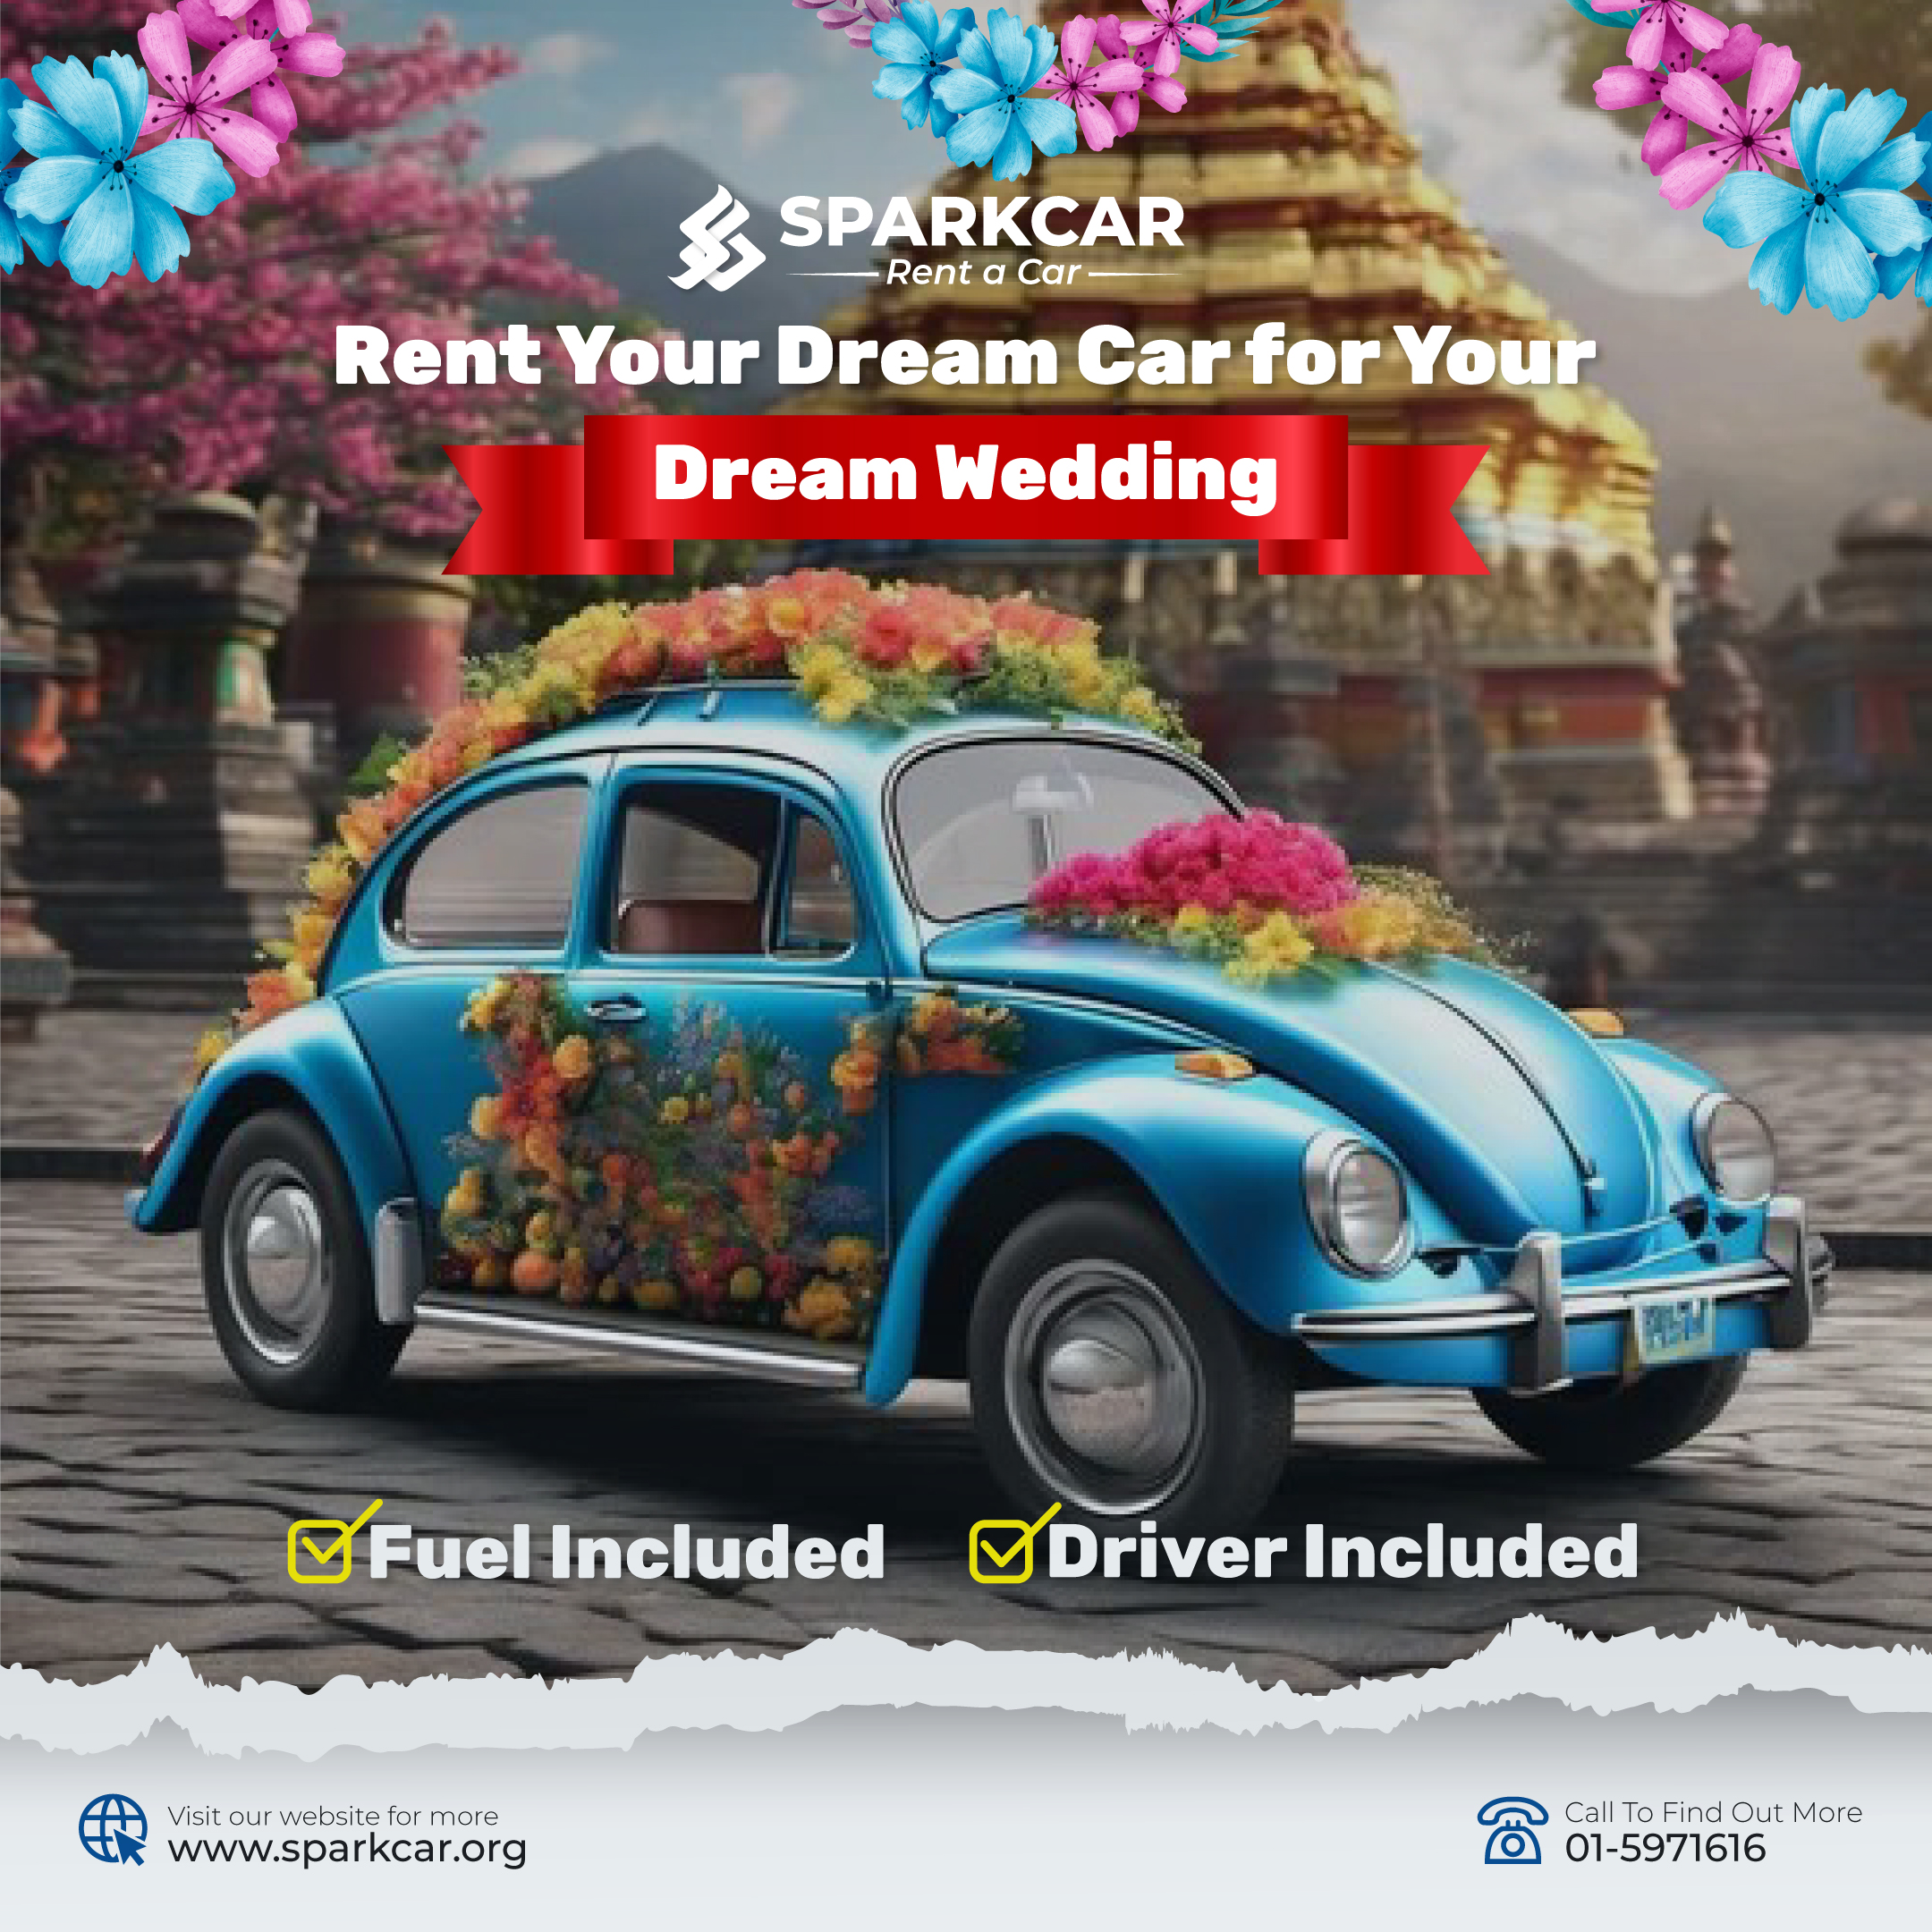 SPARKCAR
Rent a Car
Rent Your Dream Car for Your
Dream Wedding
Fuel Included
Driver Included
Visit our website for more
www.sparkcar.org
Call To Find Out More
01-5971616